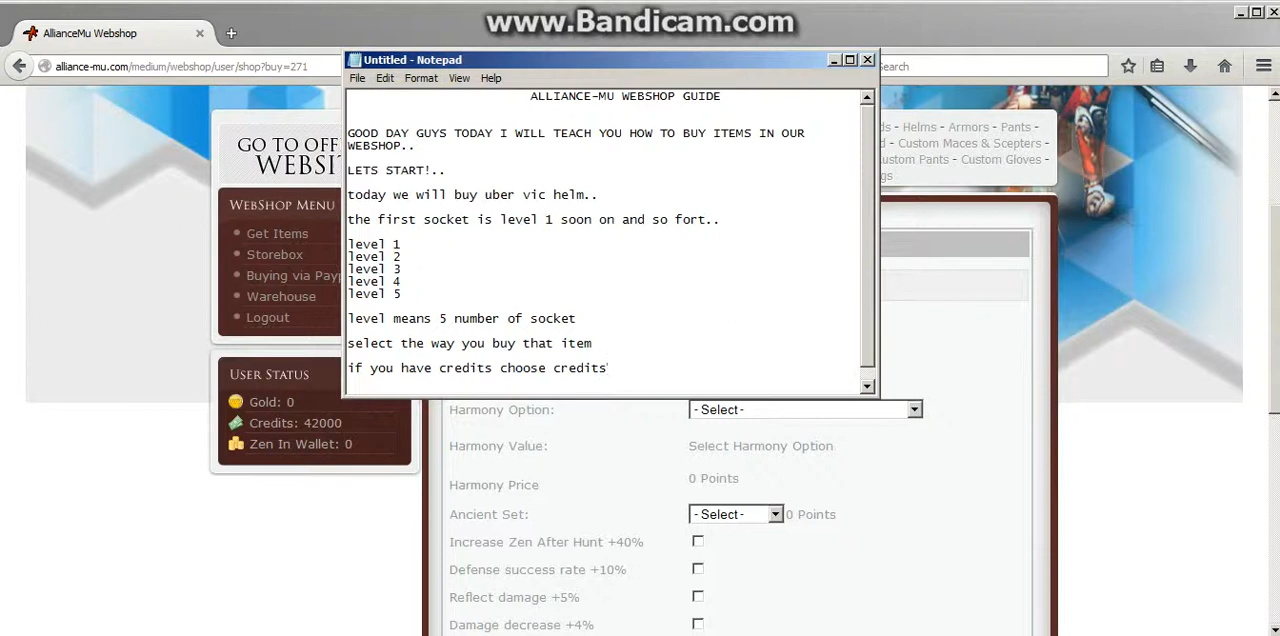 www.Bandicam.com
AllianceMu Webshop
alliance-mu.com/medium/webshop/user/shop?buy=271
Search
Untitled - Notepad
File Edit Format View Help
ALLIANCE-MU WEBSHOP GUIDE
GOOD DAY GUYS TODAY I WILL TEACH YOU HOW TO BUY ITEMS IN OUR
WEBSHOP..
LETS START!..
today we will buy uber vic helm..
the first socket is level 1 soon on and so fort..
level 1
level 2
level 3
level 4
level 5
level means 5 number of socket
select the way you buy that item
if you have credits choose credits'
GO TO OFF
WEBSIT
WebShop Menu
Get Items
Storebox
Buying via Payp
Warehouse
Logout
User Status
Gold: 0
Credits: 42000
Zen In Wallet: 0
- Helms - Armors - Pants -
Custom Maces & Scepters -
Custom Pants - Custom Gloves -
Harmony Option: - Select -
Harmony Value: Select Harmony Option
Harmony Price 0 Points
Ancient Set: - Select - 0 Points
Increase Zen After Hunt +40%
Defense success rate +10%
Reflect damage +5%
Damage decrease +4%